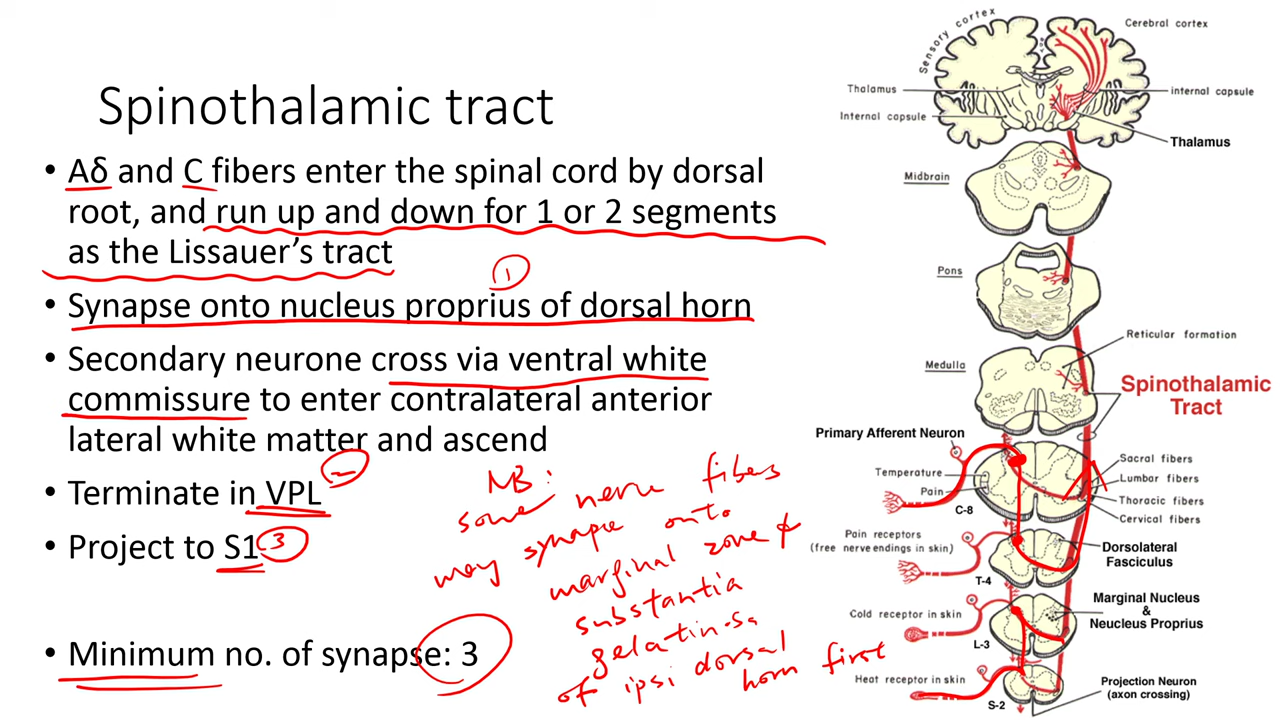 Spinothalamic tract
• Aδ and C fibers enter the spinal cord by dorsal
root, and run up and down for 1 or 2 segments
as the Lissauer's tract
1
• Synapse onto nucleus proprius of dorsal horn
• Secondary neurone cross via ventral white
commissure to enter contralateral anterior
lateral white matter and ascend
2
• Terminate in VPL
• Project to S1
3
• Minimum no. of synapse: 3
NB:
some nerve fibers
may synapse onto
marginal zone &
substantia
gelatin-sa
of ipsi dorsal
horn first
Sensory cortex
Cerebral cortex
Thalamus
Internal capsule
internal capsule
Thalamus
Midbrain
Pons
Reticular formation
Medulla
Spinothalamic
Tract
Primary Afferent Neuron
Temperature
Pain
C-8
Sacral fibers
Lumbar fibers
Thoracic fibers
Cervical fibers
Pain receptors
(free nerve endings in skin)
T-4
Dorsolateral
Fasciculus
Cold receptor in skin
L-3
Marginal Nucleus
&
Neucleus Proprius
Heat receptor in skin
S-2
Projection Neuron
(axon crossing)